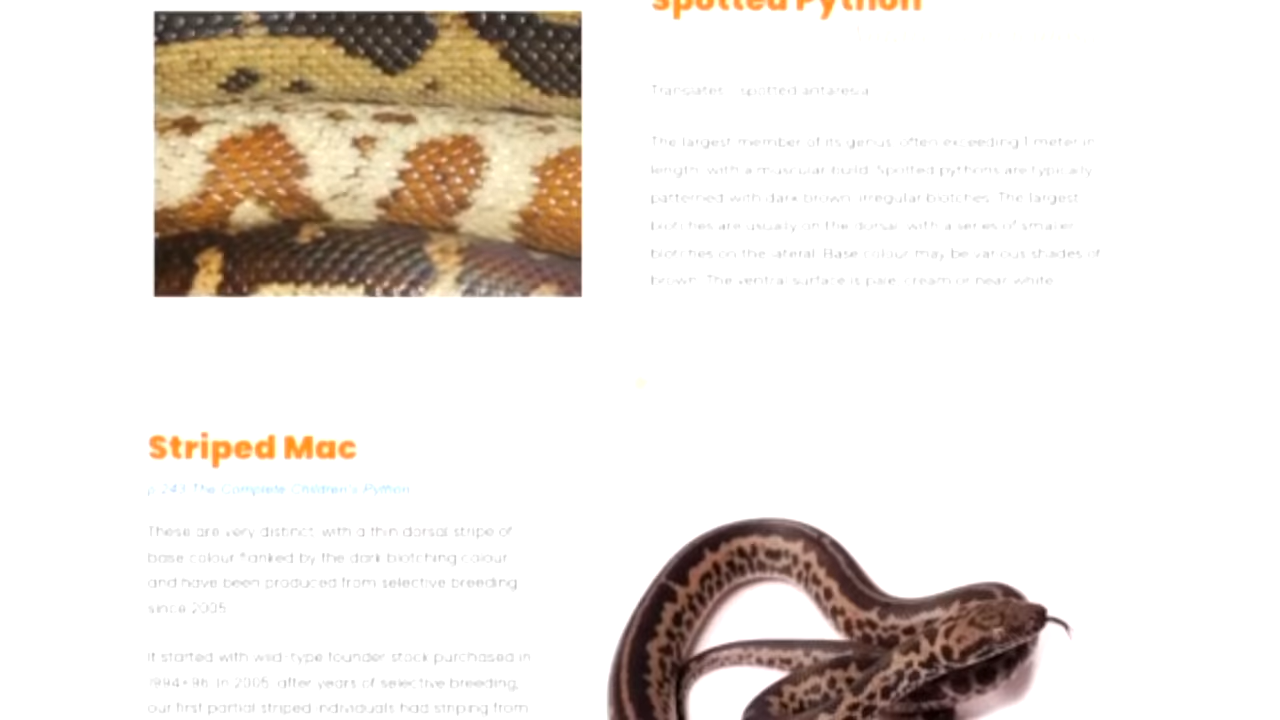 Spotted Python
Translates - spotted antaresia
The largest member of its genus, often exceeding 1 meter in
length, with a muscular build. Spotted pythons are typically
patterned with dark brown, irregular blotches. The largest
blotches are usually on the dorsal, with a series of smaller
blotches on the lateral. Base colour may be various shades of
brown. The ventral surface is pale, cream or near white.
Striped Mac
p.243 The Complete Children's Python
These are very distinct, with a thin dorsal stripe of
base colour flanked by the dark blotching colour
and have been produced from selective breeding
since 2005.
It started with wild-type founder stock purchased in
1994-96. In 2005, after years of selective breeding,
our first partial striped individuals had striping from